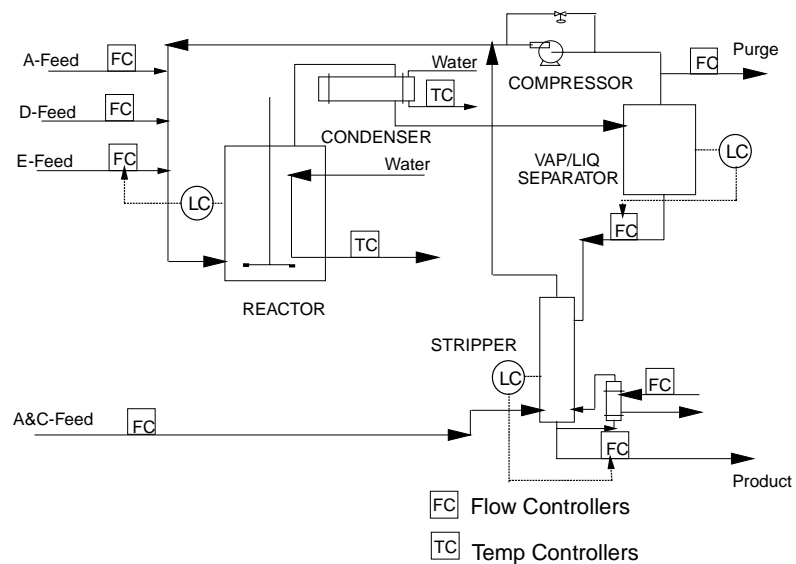 A-Feed
FC
D-Feed
FC
E-Feed
FC
LC
REACTOR
Water
TC
CONDENSER
Water
TC
COMPRESSOR
FC
Purge
VAP/LIQ
SEPARATOR
LC
FC
STRIPPER
LC
FC
A&C-Feed
FC
FC
Product
FC Flow Controllers
TC Temp Controllers